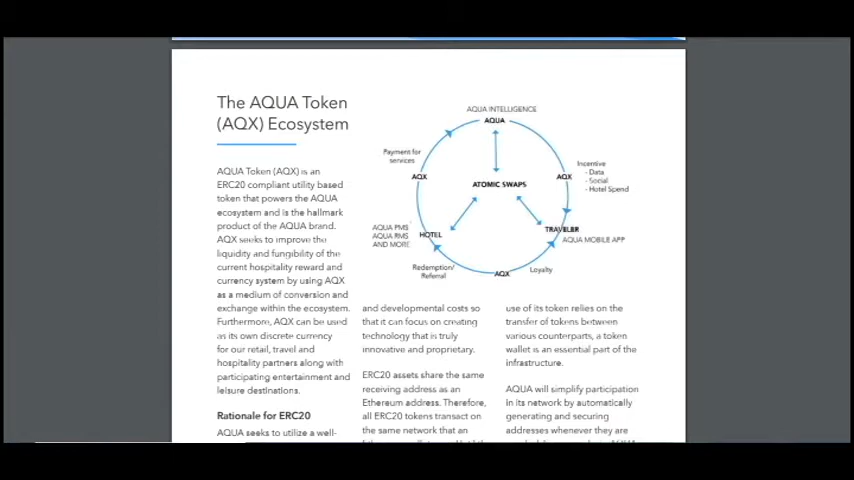 The AQUA Token
(AQX) Ecosystem
AQUA Token (AQX) is an
ERC20 compliant utility based
token that powers the AQUA
ecosystem and is the hallmark
product of the AQUA brand.
AQX seeks to improve the
liquidity and fungibility of the
current hospitality reward and
currency system by using AQX
as a medium of conversion and
exchange within the ecosystem.
Furthermore, AQX can be used
as its own discrete currency
for our retail, travel and
hospitality partners along with
participating entertainment and
leisure destinations.
Rationale for ERC20
AQUA seeks to utilize a well-
AQUA INTELLIGENCE
AQUA
Payment for
services
AQX
ATOMIC SWAPS
AQX
Incentive
- Data
- Social
- Hotel Spend
AQUA PMS
AQUA RMS
AND MORE
HOTEL
TRAVELER
AQUA MOBILE APP
Redemption/
Referral
AQX
Loyalty
and developmental costs so
that it can focus on creating
technology that is truly
innovative and proprietary.
ERC20 assets share the same
receiving address as an
Ethereum address. Therefore,
all ERC20 tokens transact on
the same network that an
use of its token relies on the
transfer of tokens between
various counterparts, a token
wallet is an essential part of the
infrastructure.
AQUA will simplify participation
in its network by automatically
generating and securing
addresses whenever they are